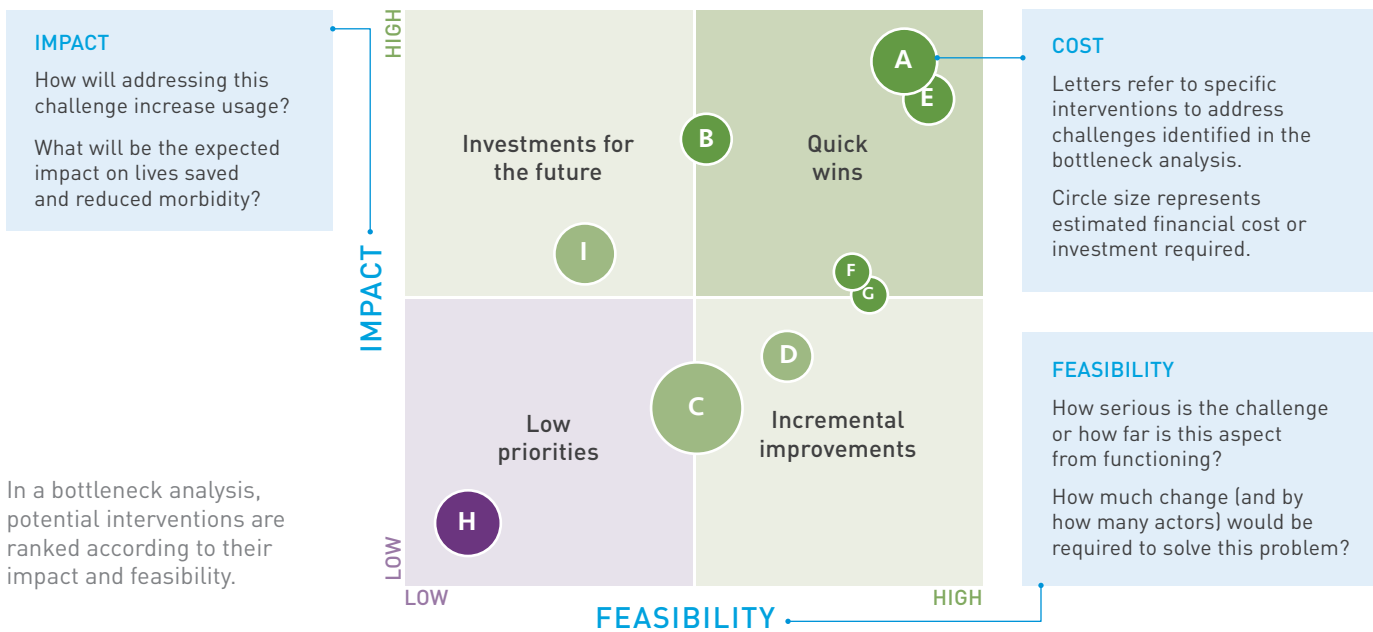 IMPACT
How will addressing this
challenge increase usage?
What will be the expected
impact on lives saved
and reduced morbidity?
In a bottleneck analysis,
potential interventions are
ranked according to their
impact and feasibility.
IMPACT
HIGH
LOW
Investments for
the future
Quick
wins
Low
priorities
Incremental
improvements
A
E
B
I
F
G
D
C
H
LOW
HIGH
FEASIBILITY
COST
Letters refer to specific
interventions to address
challenges identified in the
bottleneck analysis.
Circle size represents
estimated financial cost or
investment required.
FEASIBILITY
How serious is the challenge
or how far is this aspect
from functioning?
How much change (and by
how many actors) would be
required to solve this problem?